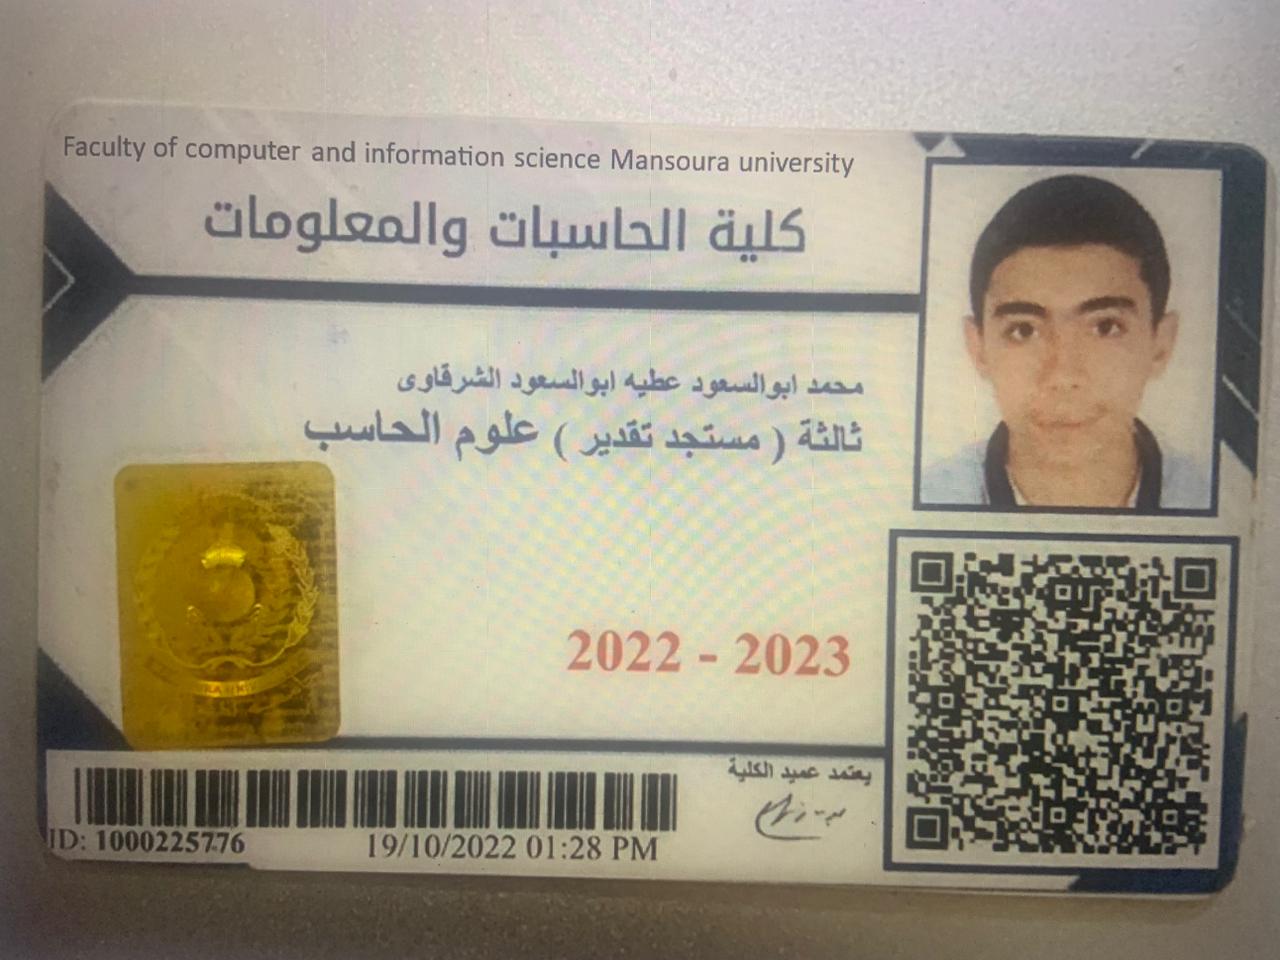 Faculty of computer and information science Mansoura university
كلية الحاسبات والمعلومات
محمد ابوالسعود عطيه ابوالسعود الشرقاوى
ثالثة ( مستجد تقدير ) علوم الحاسب
2022 - 2023
يعتمد عميد الكلية
ID: 1000225776
19/10/2022 01:28 PM